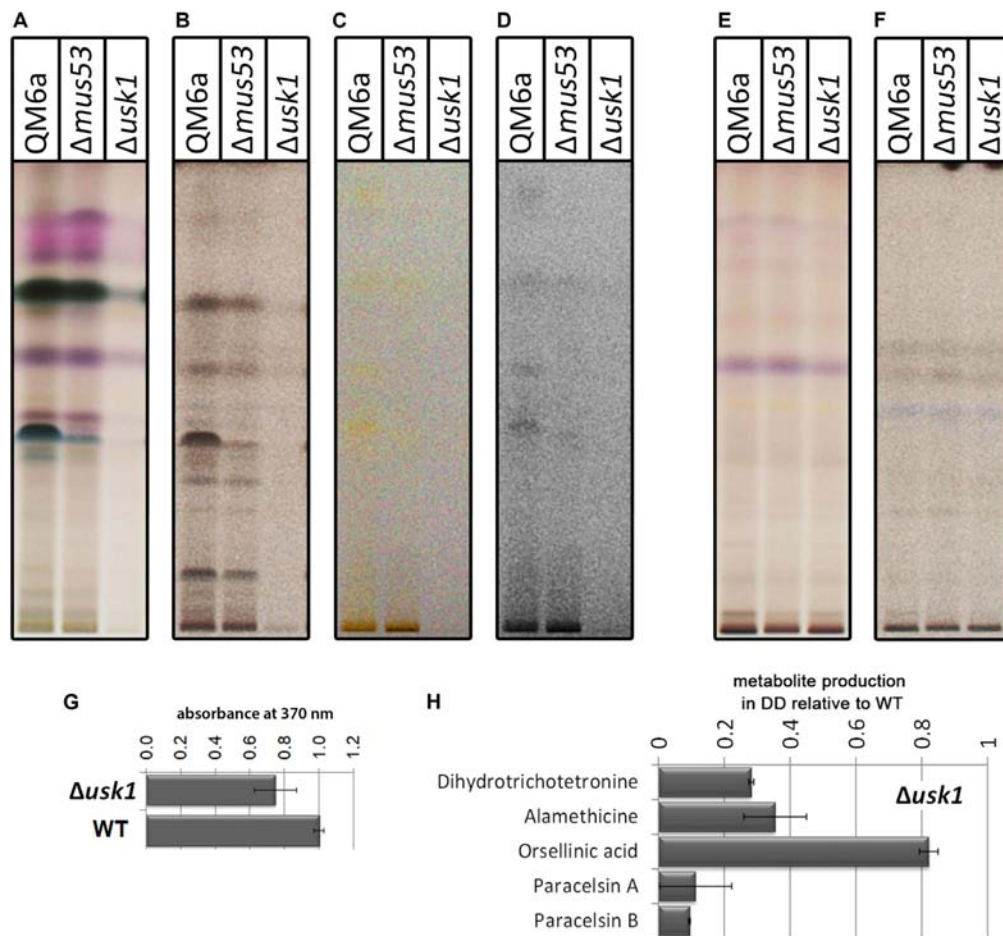 A B C D E F
QM6a Δmus53 Δusk1 QM6a Δmus53 Δusk1 QM6a Δmus53 Δusk1 QM6a Δmus53 Δusk1 QM6a Δmus53 Δusk1 QM6a Δmus53 Δusk1
G
absorbance at 370 nm
0.0 0.2 0.4 0.6 0.8 1.0 1.2
Δusk1
WT
H
metabolite production
in DD relative to WT
0 0.2 0.4 0.6 0.8 1
Δusk1
Dihydrotrichotetronine
Alamethicine
Orsellinic acid
Paracelsin A
Paracelsin B